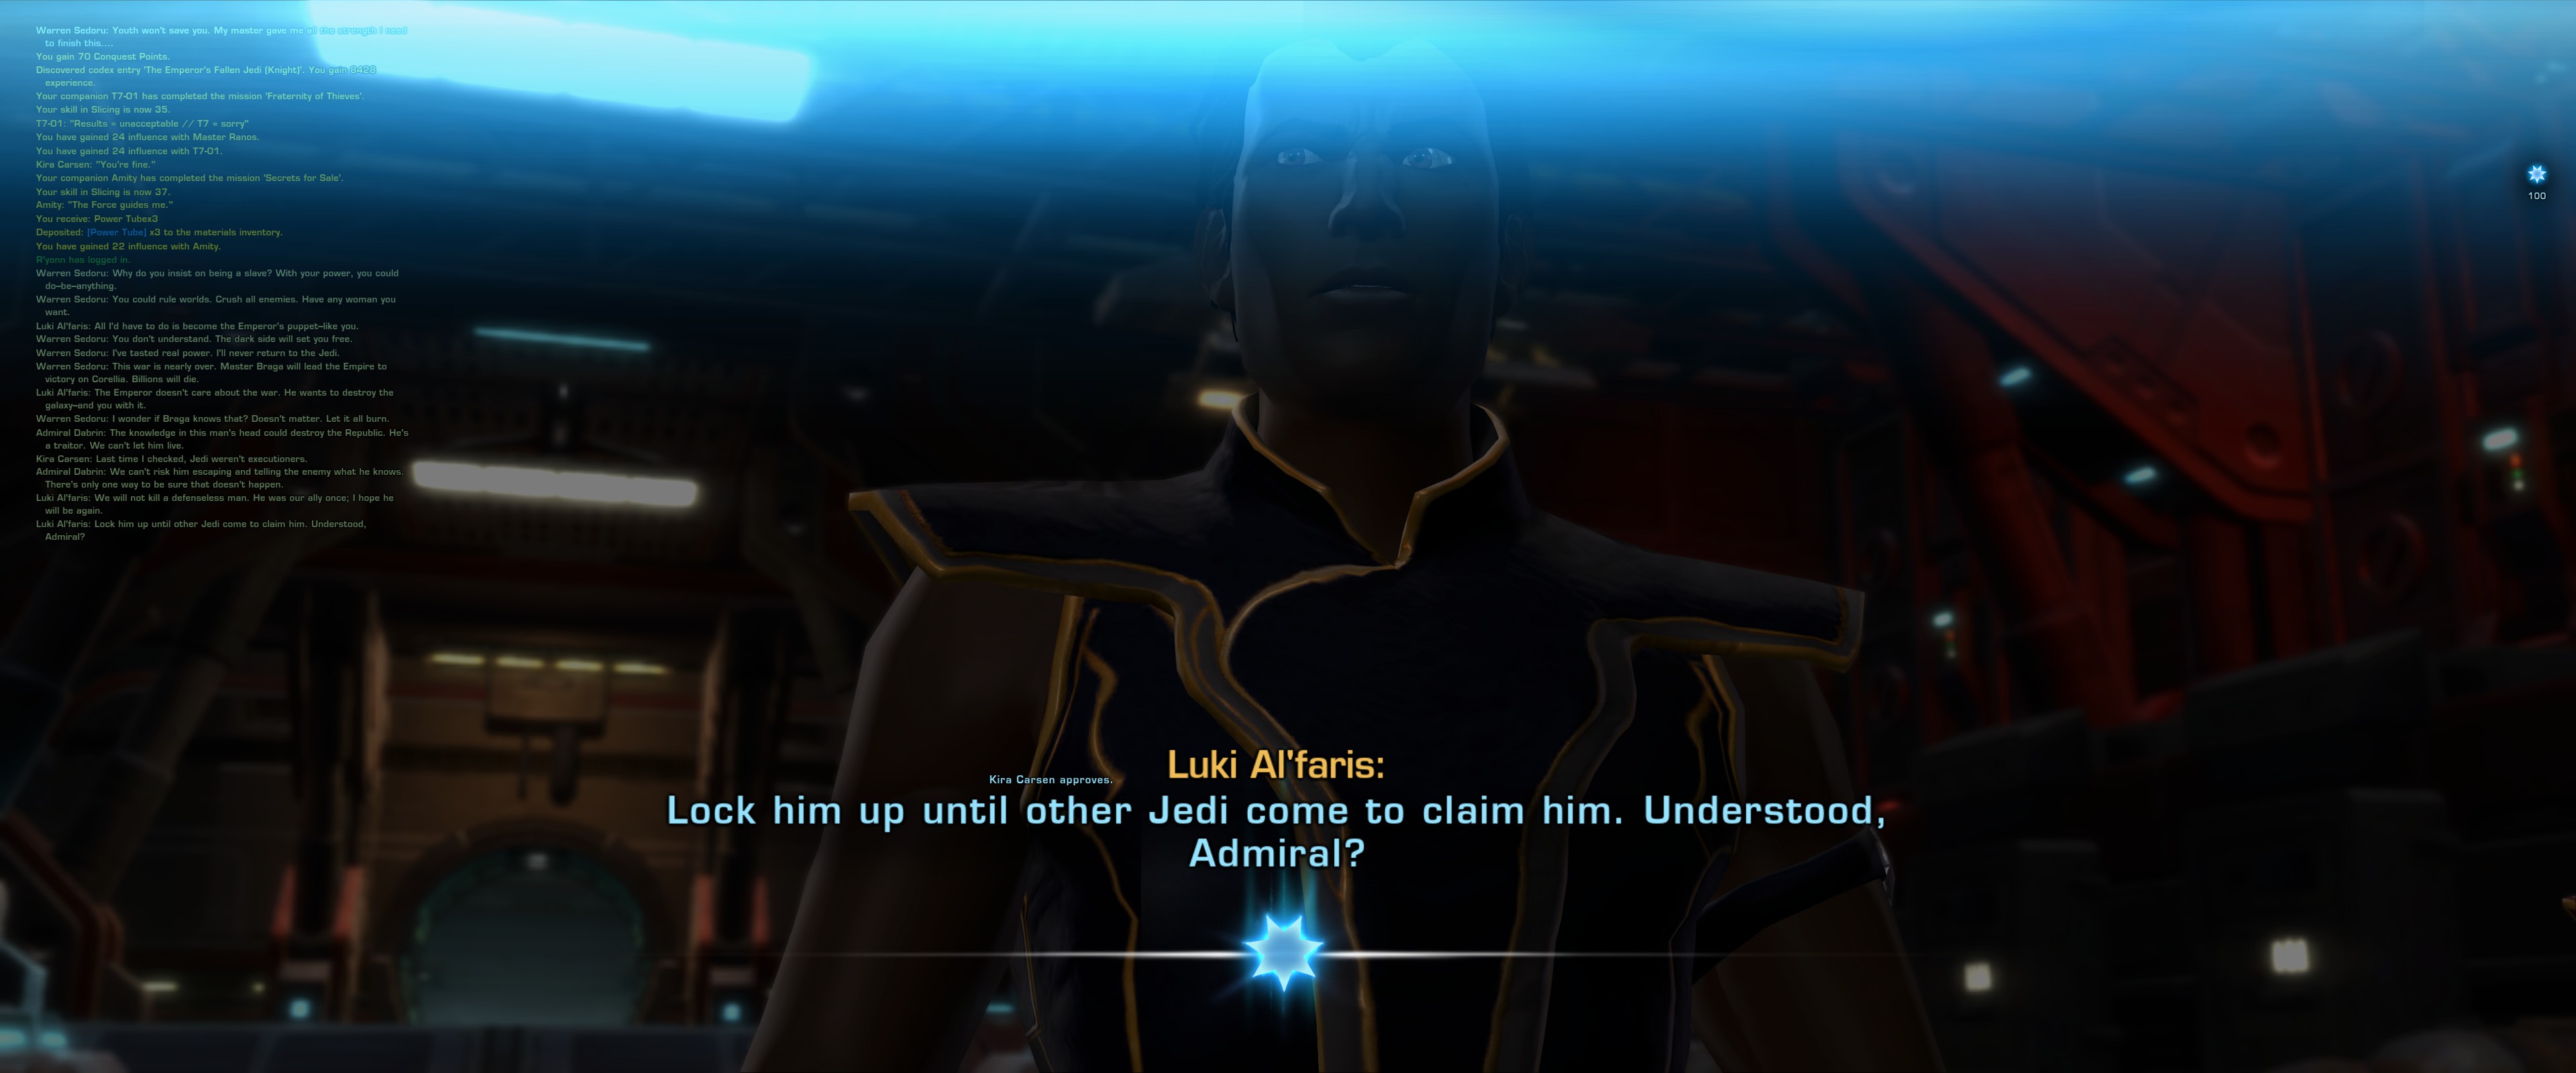 Warren Sedoru: Youth won't save you. My master gave me all the strength I need
to finish this....
You gain 70 Conquest Points.
Discovered codex entry 'The Emperor's Fallen Jedi (Knight)'. You gain 8428
experience.
Your companion T7-01 has completed the mission 'Fraternity of Thieves'.
Your skill in Slicing is now 35.
T7-01: "Results = unacceptable // T7 = sorry"
You have gained 24 influence with Master Ranos.
You have gained 24 influence with T7-01.
Kira Carsen: "You're fine."
Your companion Amity has completed the mission 'Secrets for Sale'.
Your skill in Slicing is now 37.
Amity: "The Force guides me."
You receive: Power Tubex3
Deposited: [Power Tube] x3 to the materials inventory.
You have gained 22 influence with Amity.
R'yonn has logged in.
Warren Sedoru: Why do you insist on being a slave? With your power, you could
do—be—anything.
Warren Sedoru: You could rule worlds. Crush all enemies. Have any woman you
want.
Luki Al'faris: All I'd have to do is become the Emperor's puppet—like you.
Warren Sedoru: You don't understand. The dark side will set you free.
Warren Sedoru: I've tasted real power. I'll never return to the Jedi.
Warren Sedoru: This war is nearly over. Master Braga will lead the Empire to
victory on Corellia. Billions will die.
Luki Al'faris: The Emperor doesn't care about the war. He wants to destroy the
galaxy—and you with it.
Warren Sedoru: I wonder if Braga knows that? Doesn't matter. Let it all burn.
Admiral Dabrin: The knowledge in this man's head could destroy the Republic. He's
a traitor. We can't let him live.
Kira Carsen: Last time I checked, Jedi weren't executioners.
Admiral Dabrin: We can't risk him escaping and telling the enemy what he knows.
There's only one way to be sure that doesn't happen.
Luki Al'faris: We will not kill a defenseless man. He was our ally once; I hope he
will be again.
Luki Al'faris: Lock him up until other Jedi come to claim him. Understood,
Admiral?
100
Luki Al'faris:
Kira Carsen approves.
Lock him up until other Jedi come to claim him. Understood,
Admiral?